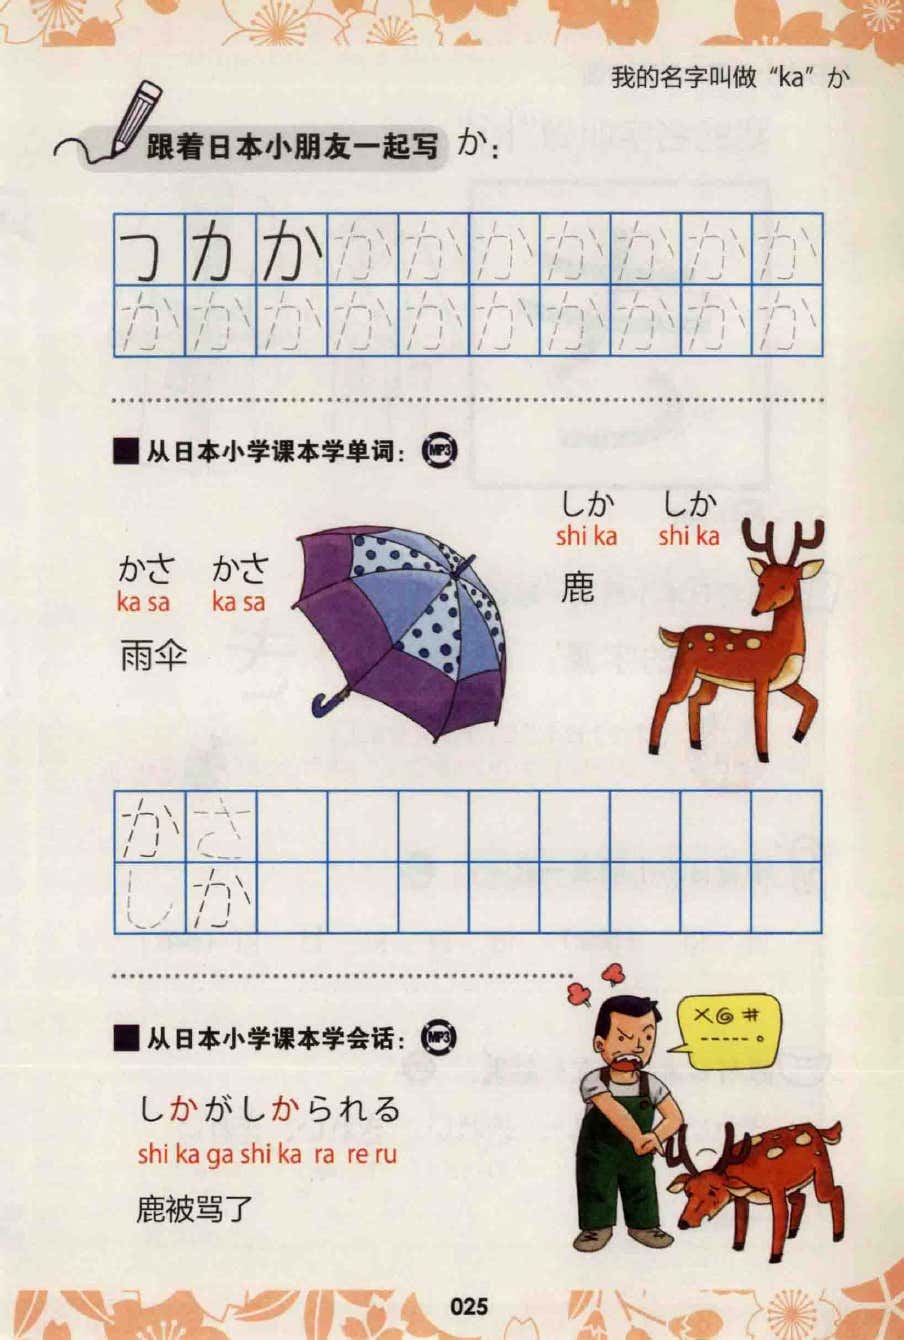 我的名字叫做“ka”か
跟着日本小朋友一起写 か：
つ カ か か か か か か か か
か か か か か か か か か か
■ 从日本小学课本学单词： MP3
しか しか
shi ka shi ka
鹿
かさ かさ
ka sa ka sa
雨伞
か さ
し か
■ 从日本小学课本学会话： MP3
×@#
-----。
しかがしかられる
shi ka ga shi ka ra re ru
鹿被骂了
025